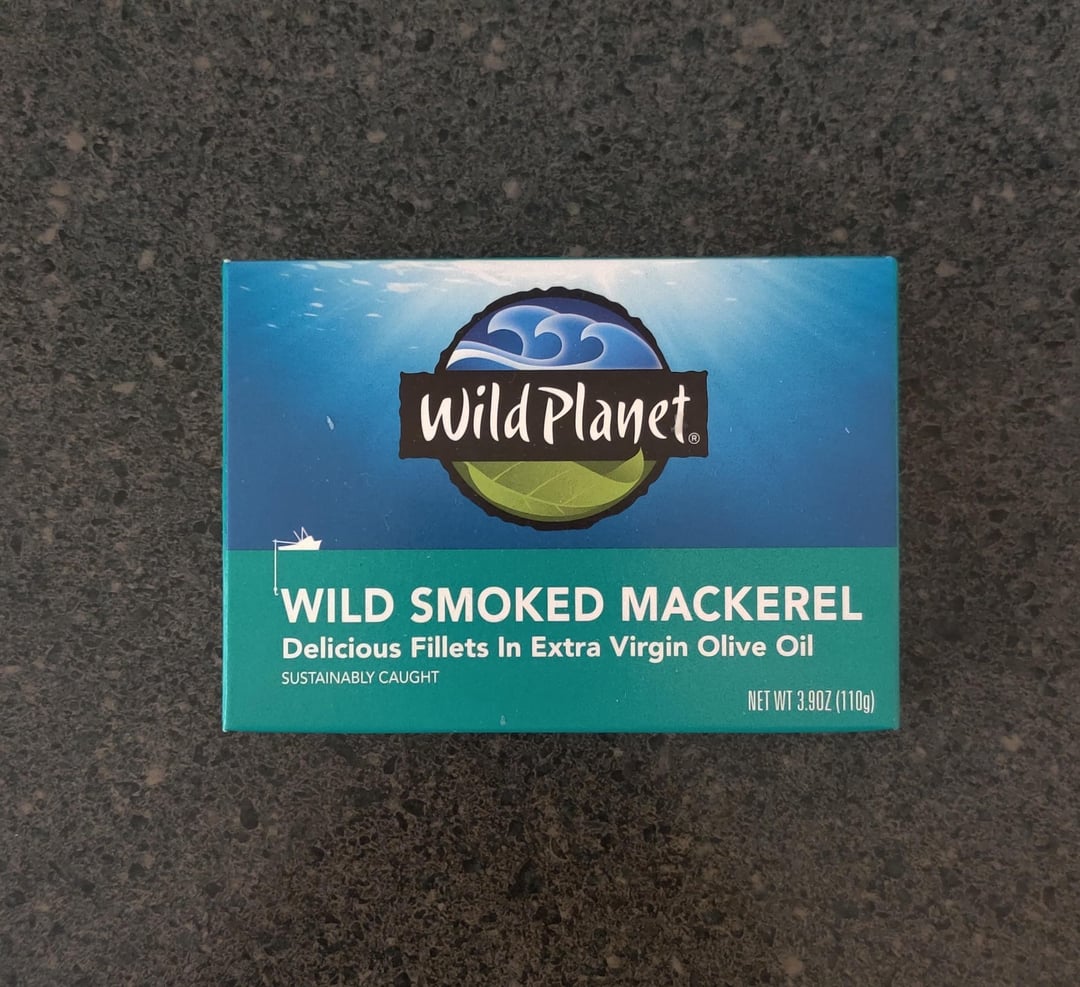 Wild Planet®
WILD SMOKED MACKEREL
Delicious Fillets In Extra Virgin Olive Oil
SUSTAINABLY CAUGHT
NET WT 3.9OZ (110g)